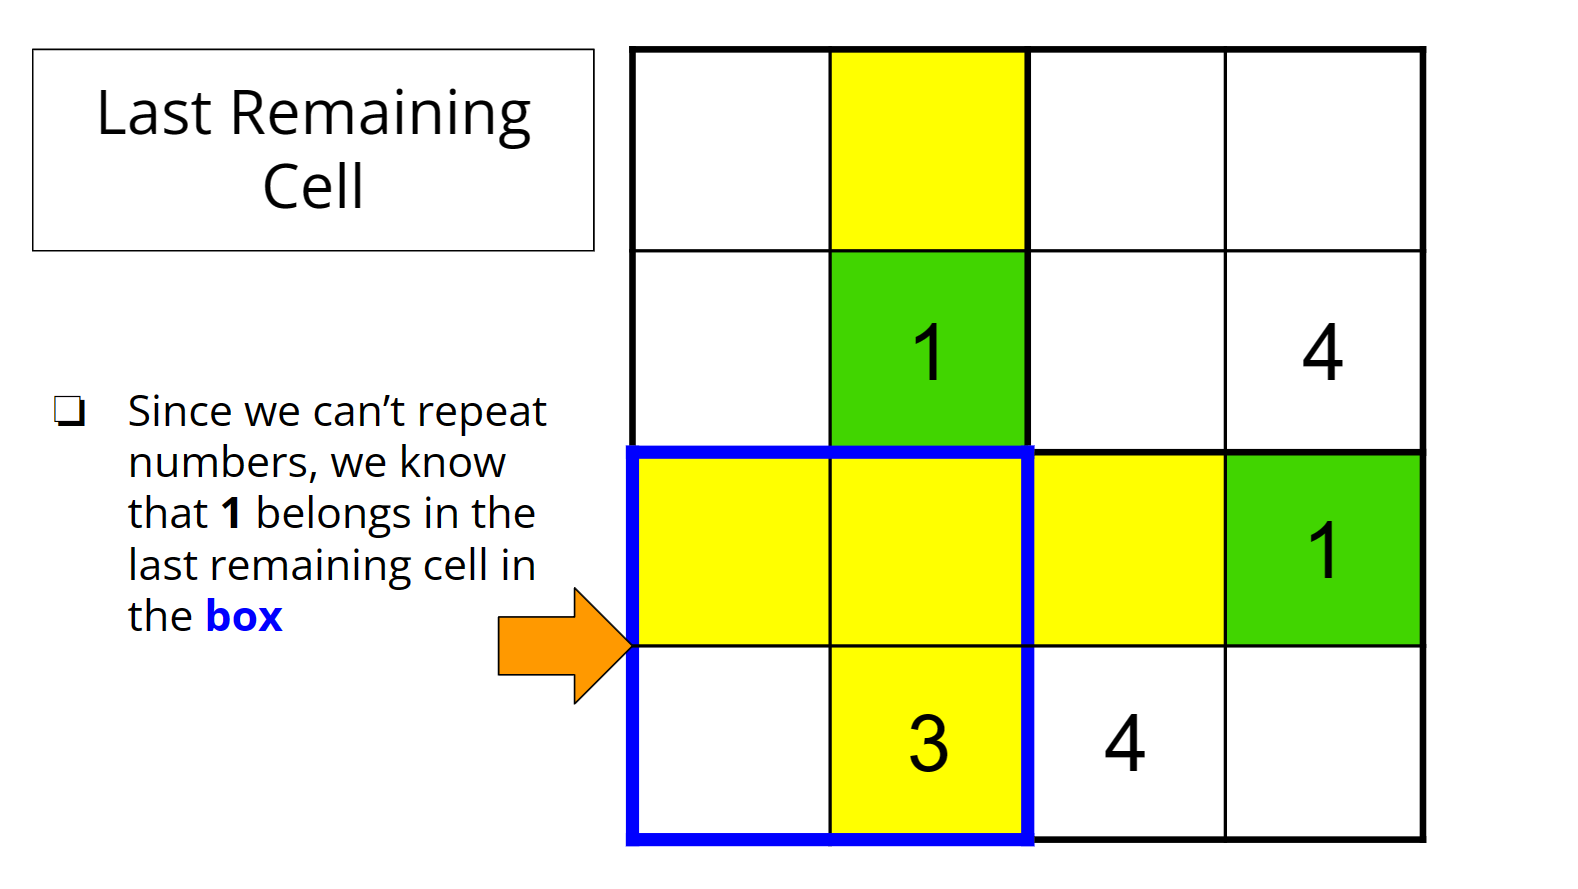 Last Remaining
Cell
❏ Since we can’t repeat
numbers, we know
that 1 belongs in the
last remaining cell in
the box
1 4
1
3 4